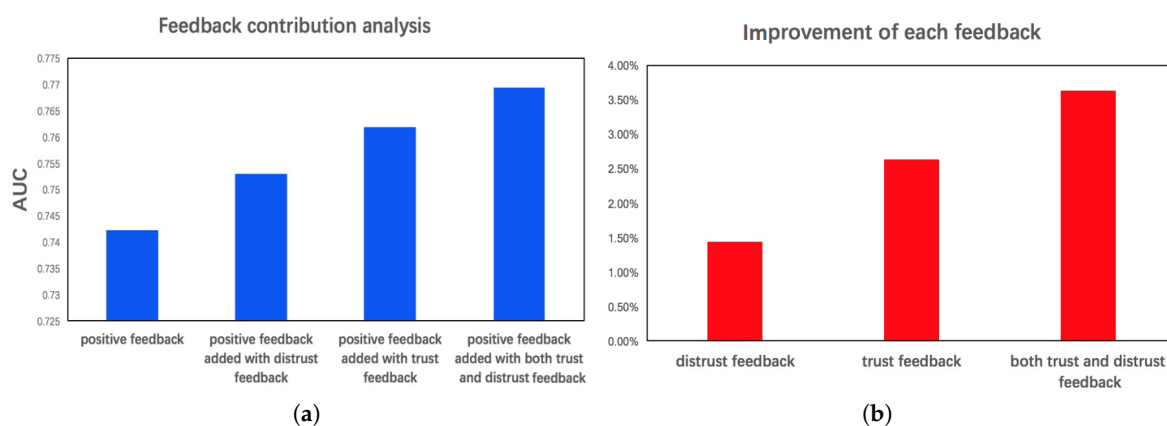 Feedback contribution analysis
AUC
0.775
0.77
0.765
0.76
0.755
0.75
0.745
0.74
0.735
0.73
0.725
positive feedback
positive feedback
added with distrust
feedback
positive feedback
added with trust
feedback
positive feedback
added with both trust
and distrust feedback
(a)
Improvement of each feedback
4.00%
3.50%
3.00%
2.50%
2.00%
1.50%
1.00%
0.50%
0.00%
distrust feedback
trust feedback
both trust and distrust
feedback
(b)